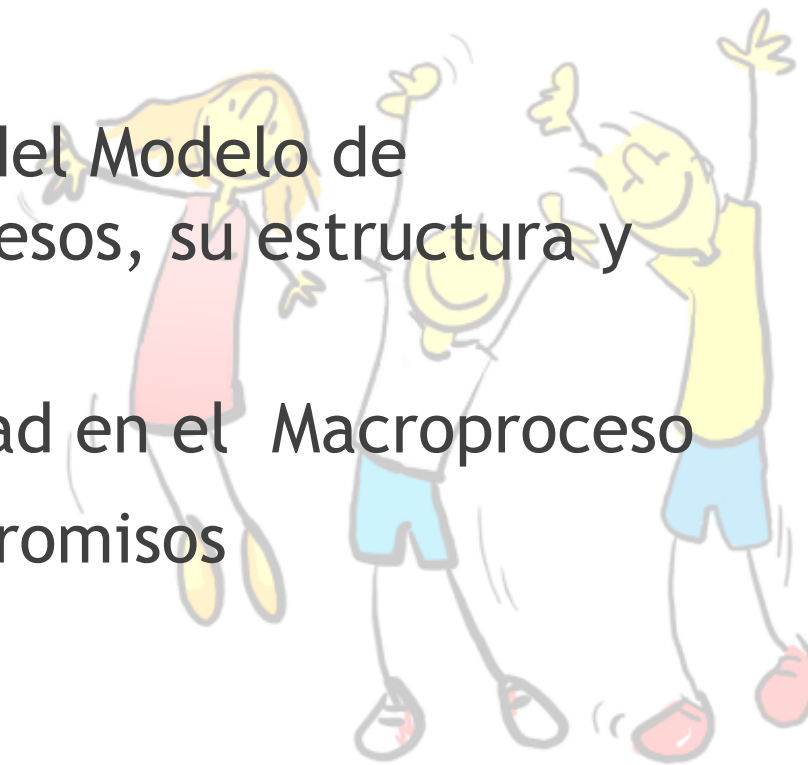 del Modelo de
esos, su estructura y
ad en el Macroproceso
romisos